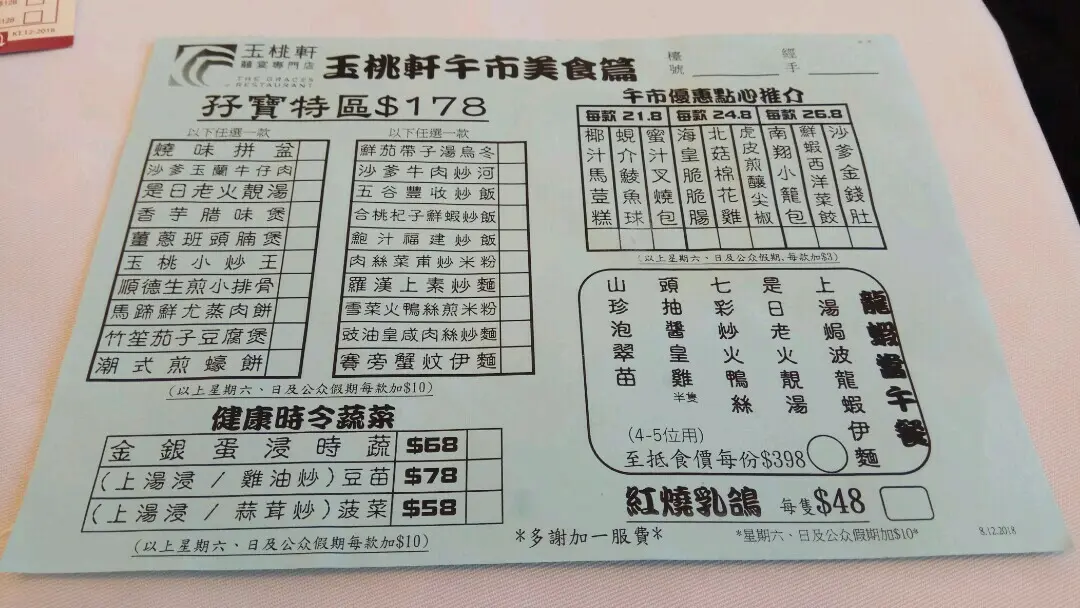 $128
$128
KT12-2018
玉桃軒
囍宴專門店
THE GRACES
RESTAURANT
玉桃軒午市美食篇
檯號
經手
孖寶特區$178
以下任選一款
燒味拼盆
沙爹玉蘭牛仔肉
是日老火靚湯
香芋腊味煲
薑蔥班頭腩煲
玉桃小炒王
順德生煎小排骨
馬蹄鮮尤蒸肉餅
竹笙茄子豆腐煲
潮式煎蠔餅
以下任選一款
鮮茄帶子湯烏冬
沙爹牛肉炒河
五谷豐收炒飯
合桃杞子鮮蝦炒飯
鮑汁福建炒飯
肉絲菜甫炒米粉
羅漢上素炒麵
雪菜火鴨絲煎米粉
豉油皇咸肉絲炒麵
賽旁蟹炆伊麵
(以上星期六、日及公众假期每款加$10)
健康時令蔬菜
金銀蛋浸時蔬 $68
(上湯浸 / 雞油炒)豆苗 $78
(上湯浸 / 蒜茸炒)菠菜 $58
(以上星期六、日及公众假期每款加$10)
午市優惠點心推介
每款 21.8 每款 24.8 每款 26.8
椰汁馬荳糕
蜆介鯪魚球
蜜汁叉燒包
海皇脆脆腸
北菇棉花雞
虎皮煎釀尖椒
南翔小籠包
鮮蝦西洋菜餃
沙爹金錢肚
(以上星期六、日及公众假期,每款加$3)
龍蝦當午餐
上湯焗波龍蝦伊麵
是日老火靚湯
七彩炒火鴨絲
頭抽醬皇雞半隻
山珍泡翠苗
(4-5位用)
至抵食價每份$398
紅燒乳鴿 每隻$48
*多謝加一服費*
*星期六、日及公众假期加$10*
8.12.2018